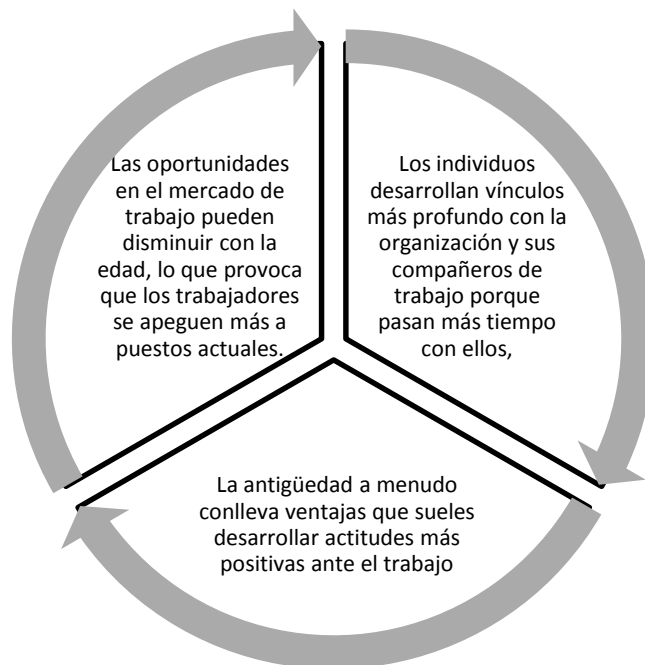 Las oportunidades
en el mercado de
trabajo pueden
disminuir con la
edad, lo que provoca
que los trabajadores
se apeguen más a
puestos actuales.
Los individuos
desarrollan vínculos
más profundo con la
organización y sus
compañeros de
trabajo porque
pasan más tiempo
con ellos,
La antigüedad a menudo
conlleva ventajas que sueles
desarrollar actitudes más
positivas ante el trabajo